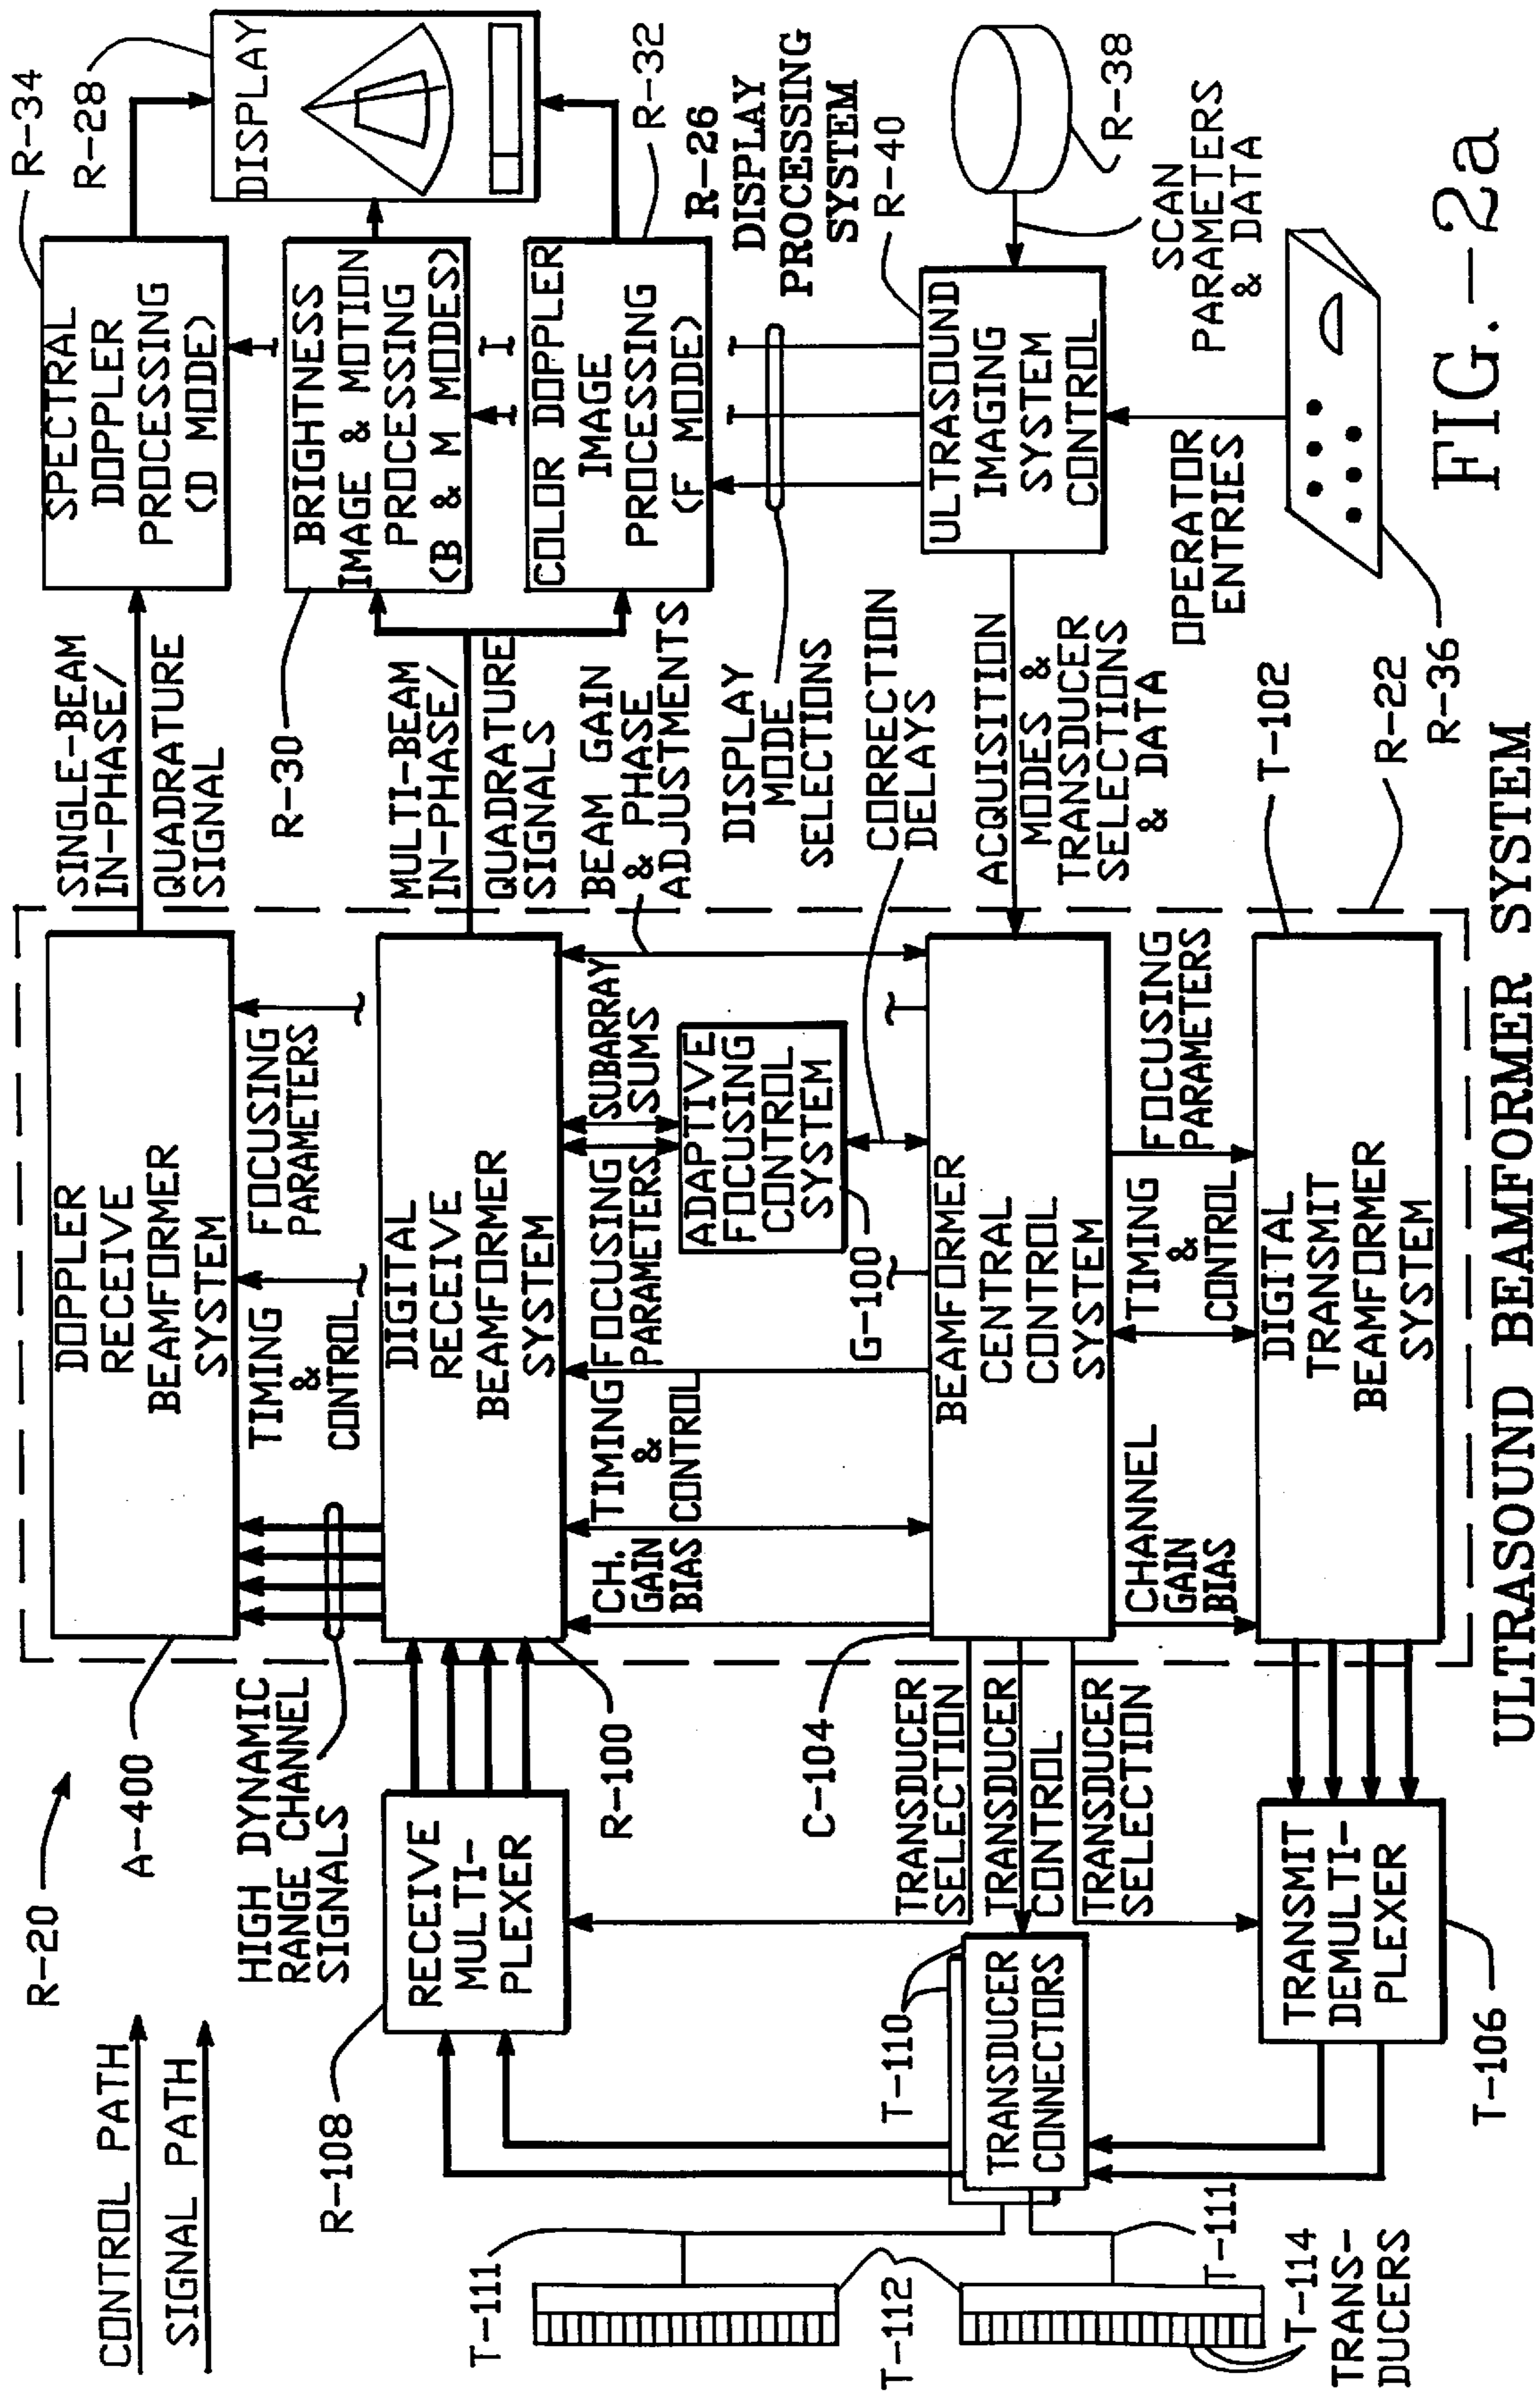 CONTROL PATH
SIGNAL PATH
R-20
A-400
HIGH DYNAMIC
RANGE CHANNEL
SIGNALS
DOPPLER
RECEIVE
BEAMFORMER
SYSTEM
TIMING
&
CONTROL
FOCUSING
PARAMETERS
SINGLE-BEAM
IN-PHASE/
QUADRATURE
SIGNAL
SPECTRAL
DOPPLER
PROCESSING
(D MODE)
R-34
R-28
DISPLAY
R-108
RECEIVE
MULTI-
PLEXER
R-100
DIGITAL
RECEIVE
BEAMFORMER
SYSTEM
MULTI-BEAM
IN-PHASE/
QUADRATURE
SIGNALS
R-30
BRIGHTNESS
IMAGE & MOTION
PROCESSING
(B & M MODES)
BEAM GAIN
& PHASE
ADJUSTMENTS
COLOR DOPPLER
IMAGE
PROCESSING
(F MODE)
R-32
R-26
DISPLAY
PROCESSING
SYSTEM
CH.
GAIN
BIAS
TIMING
&
CONTROL
FOCUSING
PARAMETERS
SUBARRAY
SUMS
ADAPTIVE
FOCUSING
CONTROL
SYSTEM
G-100
DISPLAY
MODE
SELECTIONS
CORRECTION
DELAYS
T-111
T-112
T-110
TRANSDUCER
CONNECTORS
TRANSDUCER
SELECTION
TRANSDUCER
CONTROL
TRANSDUCER
SELECTION
C-104
BEAMFORMER
CENTRAL
CONTROL
SYSTEM
ACQUISITION
MODES &
TRANSDUCER
SELECTIONS
& DATA
ULTRASOUND
IMAGING
SYSTEM
CONTROL
R-40
R-38
SCAN
PARAMETERS
& DATA
OPERATOR
ENTRIES
R-36
CHANNEL
GAIN
BIAS
TIMING
&
CONTROL
FOCUSING
PARAMETERS
T-111
T-114
TRANS-
DUCERS
TRANSMIT
DEMULTI-
PLEXER
T-106
DIGITAL
TRANSMIT
BEAMFORMER
SYSTEM
T-102
R-22
ULTRASOUND BEAMFORMER SYSTEM
FIG.-2a